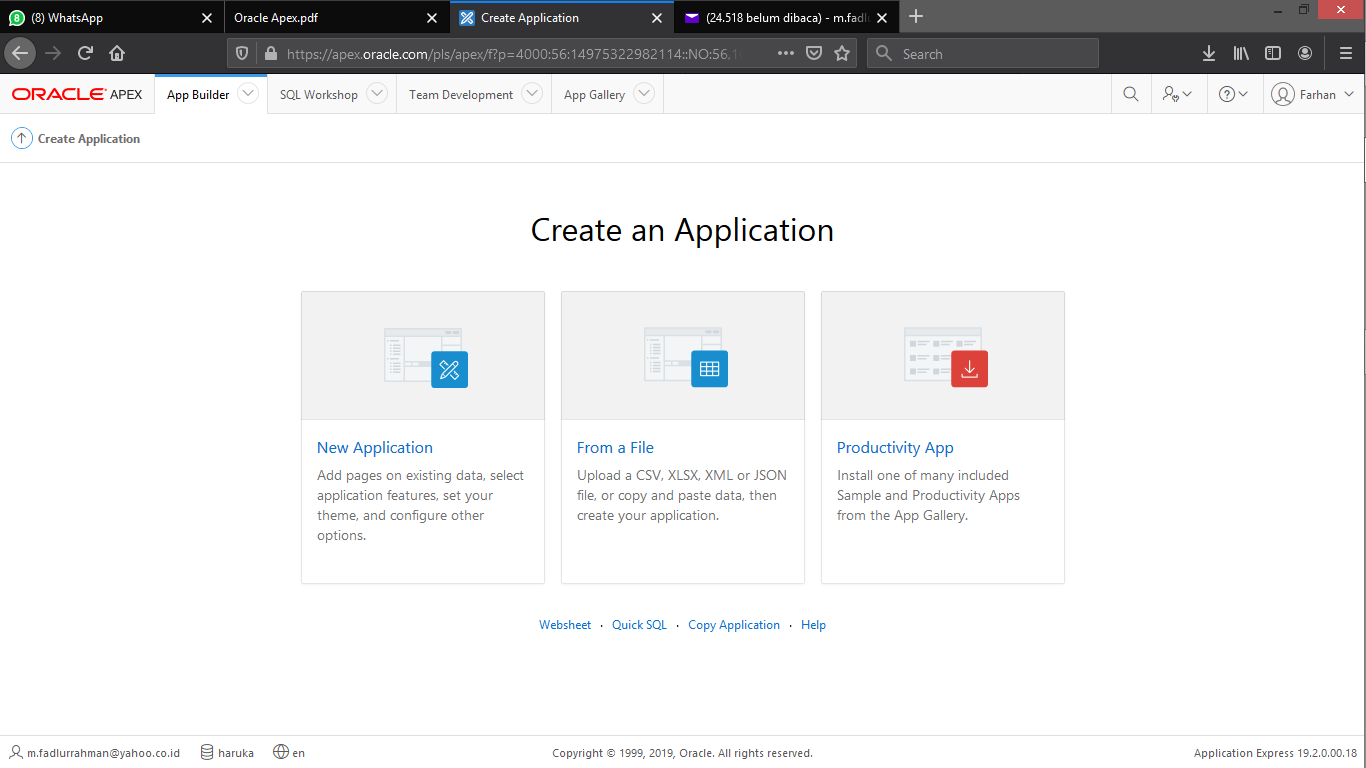 (8) WhatsApp
Oracle Apex.pdf
Create Application
(24.518 belum dibaca) - m.fadlu
https://apex.oracle.com/pls/apex/f?p=4000:56:14975322982114::NO:56,1
Search
ORACLE APEX
App Builder
SQL Workshop
Team Development
App Gallery
Farhan
Create Application
Create an Application
New Application
Add pages on existing data, select
application features, set your
theme, and configure other
options.
From a File
Upload a CSV, XLSX, XML or JSON
file, or copy and paste data, then
create your application.
Productivity App
Install one of many included
Sample and Productivity Apps
from the App Gallery.
Websheet · Quick SQL · Copy Application · Help
m.fadlurrahman@yahoo.co.id
haruka
en
Copyright © 1999, 2019, Oracle. All rights reserved.
Application Express 19.2.0.00.18